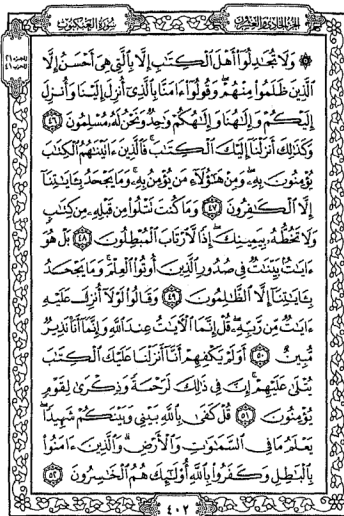 الجزء الحادي والعشرون
سورة العنكبوت
۞ وَلَا تُجَٰدِلُوٓا۟ أَهْلَ ٱلْكِتَٰبِ إِلَّا بِٱلَّتِى هِىَ أَحْسَنُ إِلَّا
ٱلَّذِينَ ظَلَمُوا۟ مِنْهُمْ وَقُولُوٓا۟ ءَامَنَّا بِٱلَّذِىٓ أُنزِلَ إِلَيْنَا وَأُنزِلَ
إِلَيْكُمْ وَإِلَٰهُنَا وَإِلَٰهُكُمْ وَٰحِدٌ وَنَحْنُ لَهُۥ مُسْلِمُونَ ٤٦
وَكَذَٰلِكَ أَنزَلْنَآ إِلَيْكَ ٱلْكِتَٰبَ فَٱلَّذِينَ ءَاتَيْنَٰهُمُ ٱلْكِتَٰبَ
يُؤْمِنُونَ بِهِۦ وَمِنْ هَٰٓؤُلَآءِ مَن يُؤْمِنُ بِهِۦ وَمَا يَجْحَدُ بِـَٔايَٰتِنَآ
إِلَّا ٱلْكَٰفِرُونَ ٤٧ وَمَا كُنتَ تَتْلُوا۟ مِن قَبْلِهِۦ مِن كِتَٰبٍ
وَلَا تَخُطُّهُۥ بِيَمِينِكَ إِذًا لَّٱرْتَابَ ٱلْمُبْطِلُونَ ٤٨ بَلْ هُوَ
ءَايَٰتٌۢ بَيِّنَٰتٌ فِى صُدُورِ ٱلَّذِينَ أُوتُوا۟ ٱلْعِلْمَ وَمَا يَجْحَدُ
بِـَٔايَٰتِنَآ إِلَّا ٱلظَّٰلِمُونَ ٤٩ وَقَالُوا۟ لَوْلَآ أُنزِلَ عَلَيْهِ
ءَايَٰتٌ مِّن رَّبِّهِۦ قُلْ إِنَّمَا ٱلْـَٔايَٰتُ عِندَ ٱللَّهِ وَإِنَّمَآ أَنَا۠ نَذِيرٌ
مُّبِينٌ ٥٠ أَوَلَمْ يَكْفِهِمْ أَنَّآ أَنزَلْنَا عَلَيْكَ ٱلْكِتَٰبَ
يُتْلَىٰ عَلَيْهِمْ إِنَّ فِى ذَٰلِكَ لَرَحْمَةً وَذِكْرَىٰ لِقَوْمٍ
يُؤْمِنُونَ ٥١ قُلْ كَفَىٰ بِٱللَّهِ بَيْنِى وَبَيْنَكُمْ شَهِيدًا
يَعْلَمُ مَا فِى ٱلسَّمَٰوَٰتِ وَٱلْأَرْضِ وَٱلَّذِينَ ءَامَنُوا۟
بِٱلْبَٰطِلِ وَكَفَرُوا۟ بِٱللَّهِ أُو۟لَٰٓئِكَ هُمُ ٱلْخَٰسِرُونَ ٥٢
٤٠٢